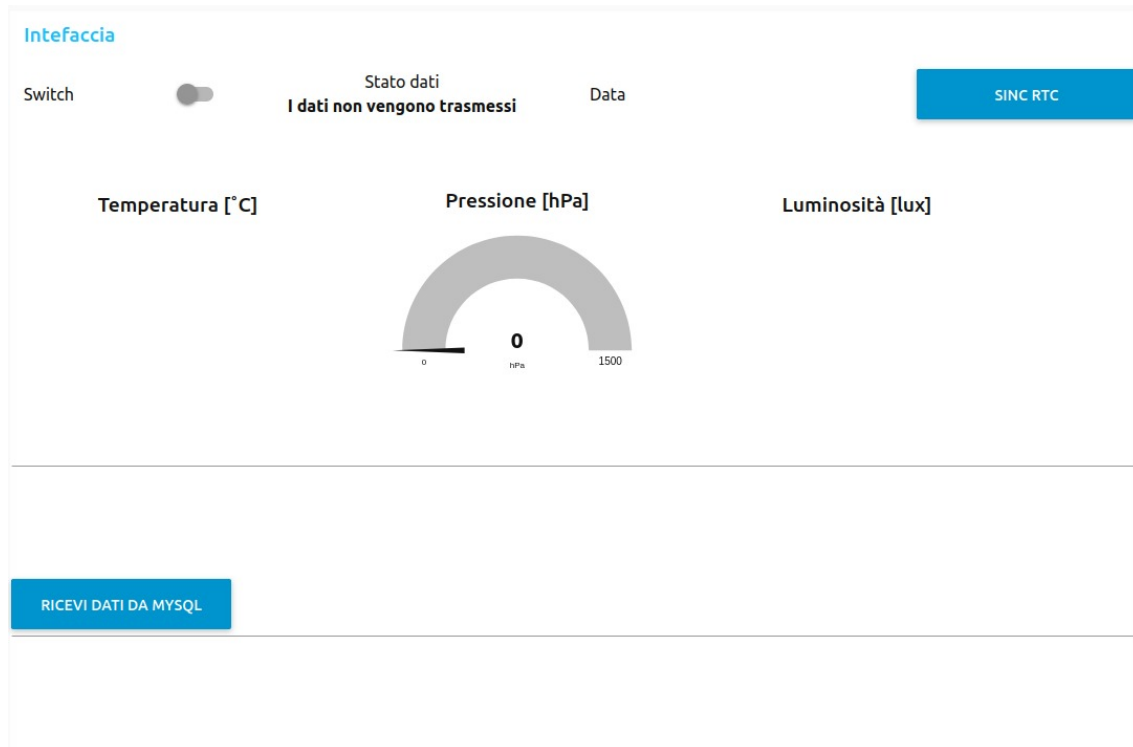 Intefaccia
Switch
Stato dati
I dati non vengono trasmessi
Data
SINC RTC
Temperatura [°C]
Pressione [hPa]
Luminosità [lux]
0
hPa
0
1500
RICEVI DATI DA MYSQL